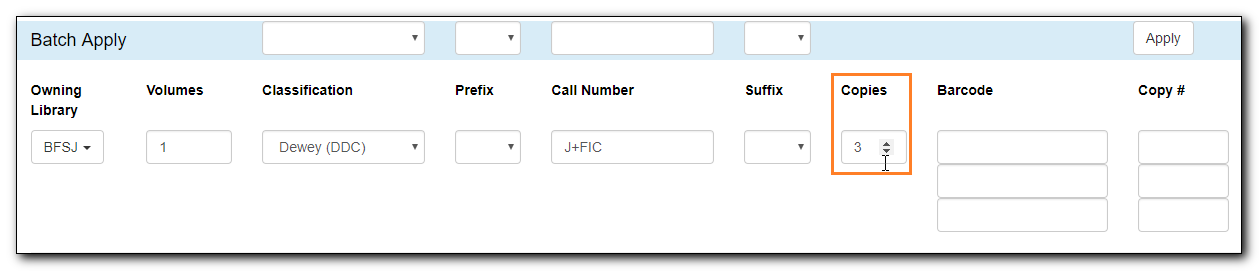 Batch Apply Apply
Owning Library Volumes Classification Prefix Call Number Suffix Copies Barcode Copy #
BFSJ 1 Dewey (DDC) J+FIC 3